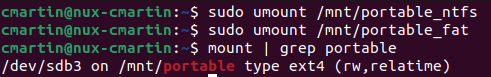 cmartin@nux-cmartin:~$ sudo umount /mnt/portable_ntfs
cmartin@nux-cmartin:~$ sudo umount /mnt/portable_fat
cmartin@nux-cmartin:~$ mount | grep portable
/dev/sdb3 on /mnt/portable type ext4 (rw,relatime)